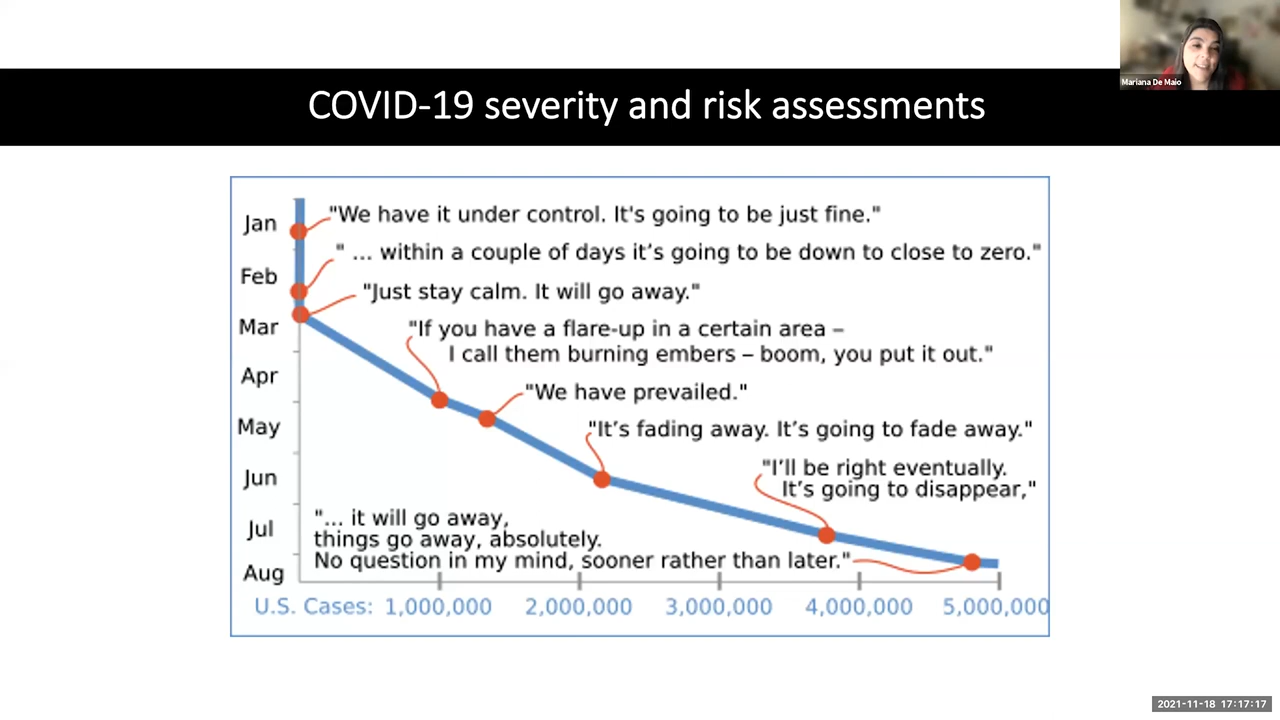 Mariana De Maio
COVID-19 severity and risk assessments
Jan
"We have it under control. It's going to be just fine."
" ... within a couple of days it’s going to be down to close to zero."
Feb
"Just stay calm. It will go away."
Mar
"If you have a flare-up in a certain area –
I call them burning embers – boom, you put it out."
Apr
"We have prevailed."
May
"It’s fading away. It’s going to fade away."
Jun
"I’ll be right eventually.
It’s going to disappear,"
Jul
"... it will go away,
things go away, absolutely.
No question in my mind, sooner rather than later."
Aug
U.S. Cases: 1,000,000 2,000,000 3,000,000 4,000,000 5,000,000
2021-11-18 17:17:17